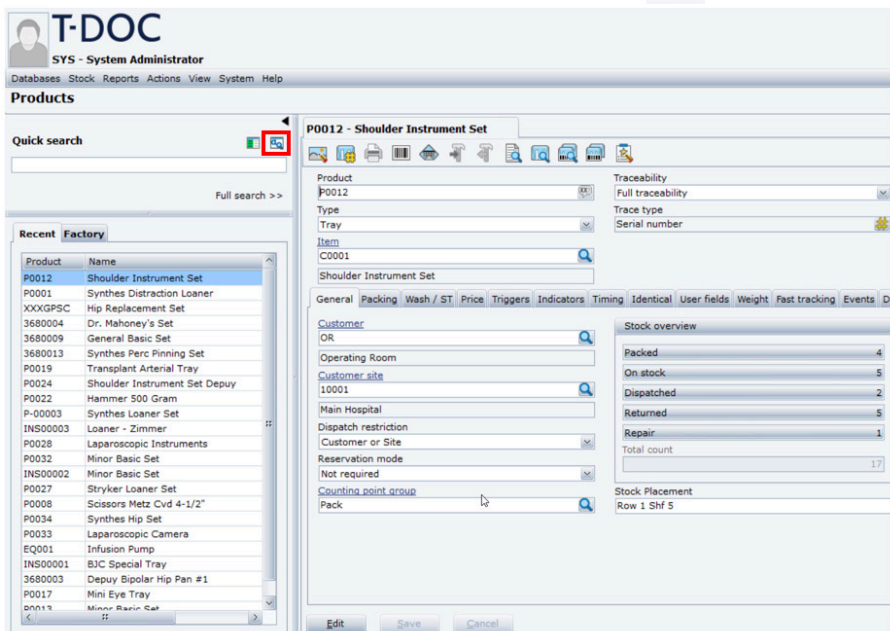 T-DOC
SYS - System Administrator
Databases Stock Reports Actions View System Help
Products
Quick search
Full search >>
Recent Factory
Product Name
P0012 Shoulder Instrument Set
P0001 Synthes Distraction Loaner
XXXGPSC Hip Replacement Set
3680004 Dr. Mahoney's Set
3680009 General Basic Set
3680013 Synthes Perc Pinning Set
P0019 Transplant Arterial Tray
P0024 Shoulder Instrument Set Depuy
P0022 Hammer 500 Gram
P-00003 Synthes Loaner Set
INS00003 Loaner - Zimmer
P0028 Laparoscopic Instruments
P0032 Minor Basic Set
INS00002 Minor Basic Set
P0027 Stryker Loaner Set
P0008 Scissors Metz Cvd 4-1/2"
P0034 Synthes Hip Set
P0033 Laparoscopic Camera
EQ001 Infusion Pump
INS00001 BJC Special Tray
3680003 Depuy Bipolar Hip Pan #1
P0017 Mini Eye Tray
P0013 Minor Basic Set
P0012 - Shoulder Instrument Set
Product
P0012
Traceability
Full traceability
Type
Tray
Trace type
Serial number
Item
C0001
Shoulder Instrument Set
General Packing Wash / ST Price Triggers Indicators Timing Identical User fields Weight Fast tracking Events D
Customer
OR
Operating Room
Customer site
10001
Main Hospital
Dispatch restriction
Customer or Site
Reservation mode
Not required
Counting point group
Pack
Stock overview
Packed 4
On stock 5
Dispatched 2
Returned 5
Repair 1
Total count
17
Stock Placement
Row 1 Shf 5
Edit Save Cancel